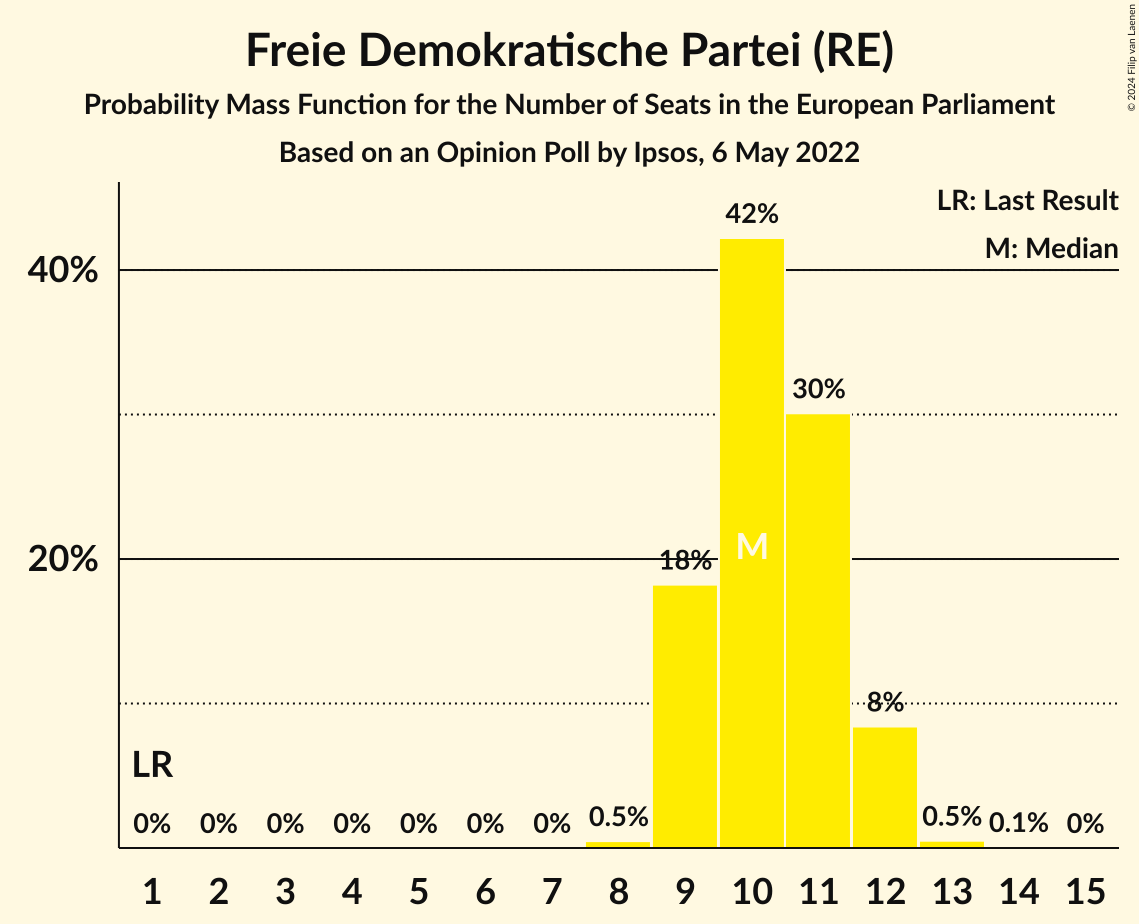 Freie Demokratische Partei (RE)
Probability Mass Function for the Number of Seats in the European Parliament
Based on an Opinion Poll by Ipsos, 6 May 2022
© 2024 Filip van Laenen
LR: Last Result
M: Median
42%
40%
30%
20%
18%
M
8%
LR
0% 0% 0% 0% 0% 0% 0% 0.5% 0.5% 0.1% 0%
1 2 3 4 5 6 7 8 9 10 11 12 13 14 15